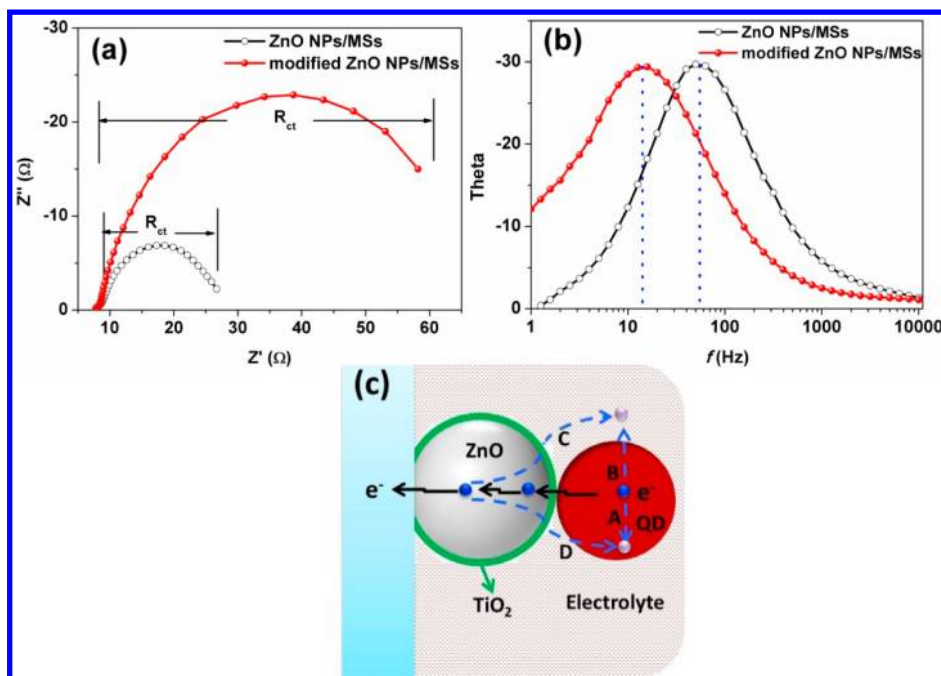 (a)
ZnO NPs/MSs
modified ZnO NPs/MSs
-30
-20
-10
-0
Z'' (Ω)
R_ct
R_ct
10 20 30 40 50 60
Z' (Ω)
(b)
ZnO NPs/MSs
modified ZnO NPs/MSs
-30
-20
-10
0
Theta
1 10 100 1000 10000
f (Hz)
(c)
ZnO
C
B
e⁻
e⁻
A
QD
D
TiO₂
Electrolyte